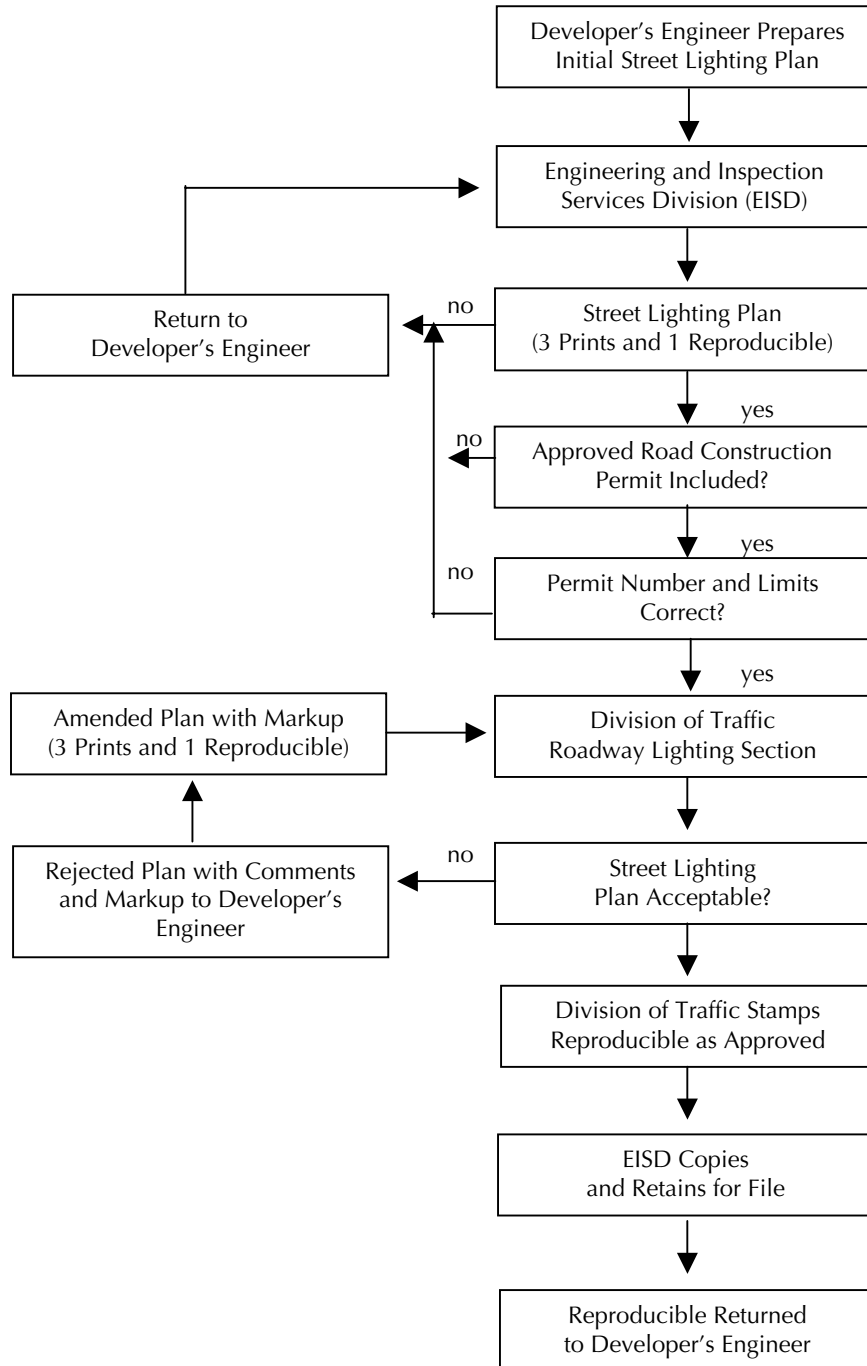 Developer’s Engineer Prepares
Initial Street Lighting Plan
Engineering and Inspection
Services Division (EISD)
Return to
Developer’s Engineer
no
Street Lighting Plan
(3 Prints and 1 Reproducible)
yes
no
Approved Road Construction
Permit Included?
yes
no
Permit Number and Limits
Correct?
yes
Amended Plan with Markup
(3 Prints and 1 Reproducible)
Division of Traffic
Roadway Lighting Section
Rejected Plan with Comments
and Markup to Developer’s
Engineer
no
Street Lighting
Plan Acceptable?
Division of Traffic Stamps
Reproducible as Approved
EISD Copies
and Retains for File
Reproducible Returned
to Developer’s Engineer